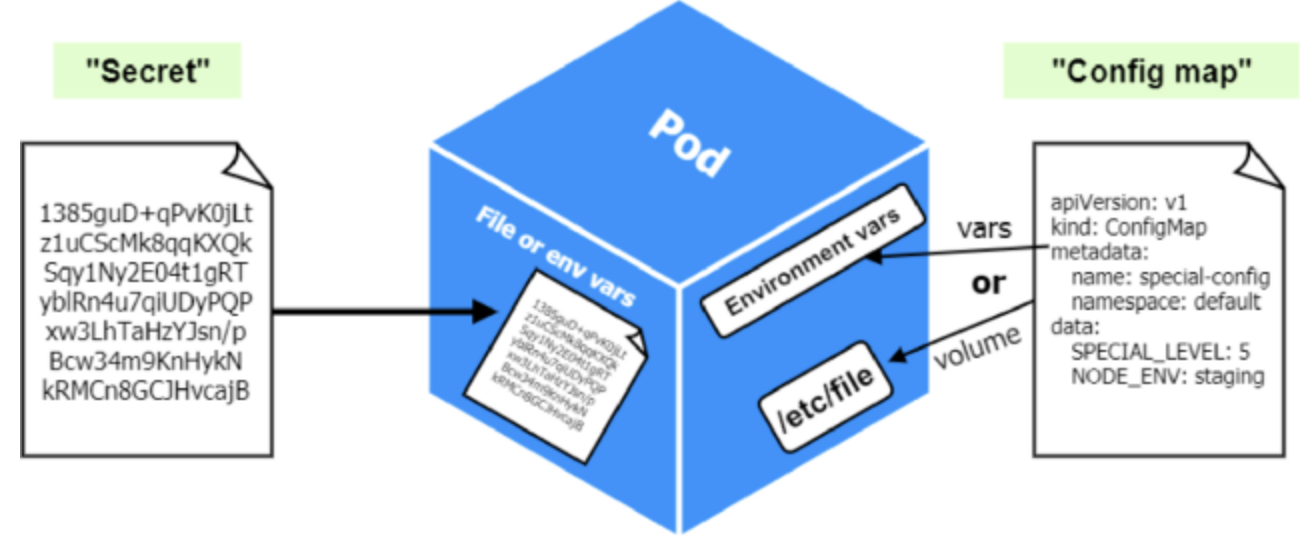 "Secret"
1385guD+qPvK0jLt
z1uCScMk8qqKXQk
Sqy1Ny2E04t1gRT
yblRn4u7qiUDyPQP
xw3LhTaHzYJsn/p
Bcw34m9KnHykN
kRMCn8GCJHvcajB
Pod
File or env vars
1385guD+qPvK0jLt
z1uCScMk8qqKXQk
Sqy1Ny2E04t1gRT
yblRn4u7qiUDyPQP
xw3LhTaHzYJsn/p
Bcw34m9KnHykN
kRMCn8GCJHvcajB
Environment vars
/etc/file
vars
or
volume
"Config map"
apiVersion: v1
kind: ConfigMap
metadata:
name: special-config
namespace: default
data:
SPECIAL_LEVEL: 5
NODE_ENV: staging